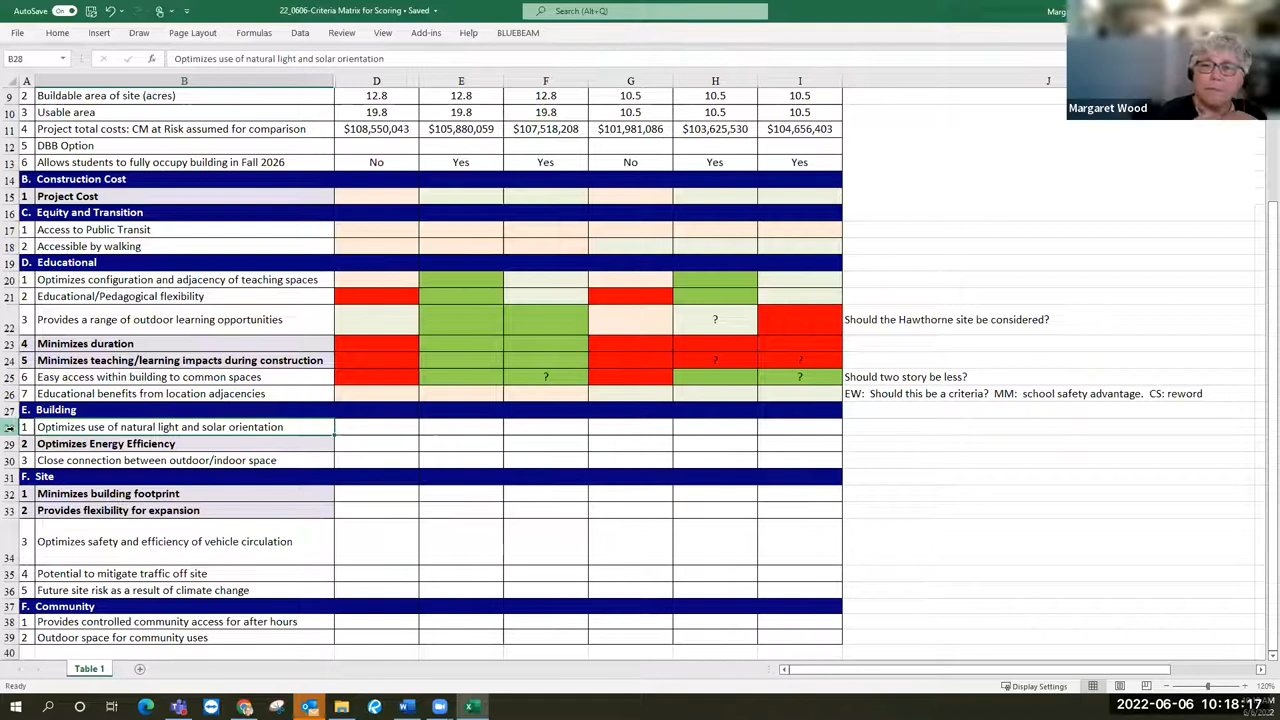 AutoSave On 22_0606-Criteria Matrix for Scoring • Saved Search (Alt+Q)
File Home Insert Draw Page Layout Formulas Data Review View Add-ins Help BLUEBEAM
B28 fx Optimizes use of natural light and solar orientation
Margaret Wood
A B D E F G H I J
9 2 Buildable area of site (acres) 12.8 12.8 12.8 10.5 10.5 10.5
10 3 Usable area 19.8 19.8 19.8 10.5 10.5 10.5
11 4 Project total costs: CM at Risk assumed for comparison $108,550,043 $105,880,059 $107,518,208 $101,981,086 $103,625,530 $104,656,403
12 5 DBB Option
13 6 Allows students to fully occupy building in Fall 2026 No Yes Yes No Yes Yes
14 B. Construction Cost
15 1 Project Cost
16 C. Equity and Transition
17 1 Access to Public Transit
18 2 Accessible by walking
19 D. Educational
20 1 Optimizes configuration and adjacency of teaching spaces
21 2 Educational/Pedagogical flexibility
22 3 Provides a range of outdoor learning opportunities ? Should the Hawthorne site be considered?
23 4 Minimizes duration
24 5 Minimizes teaching/learning impacts during construction ? ?
25 6 Easy access within building to common spaces ? ? Should two story be less?
26 7 Educational benefits from location adjacencies EW: Should this be a criteria? MM: school safety advantage. CS: reword
27 E. Building
1 Optimizes use of natural light and solar orientation
29 2 Optimizes Energy Efficiency
30 3 Close connection between outdoor/indoor space
31 F. Site
32 1 Minimizes building footprint
33 2 Provides flexibility for expansion
34 3 Optimizes safety and efficiency of vehicle circulation
35 4 Potential to mitigate traffic off site
36 5 Future site risk as a result of climate change
37 F. Community
38 1 Provides controlled community access for after hours
39 2 Outdoor space for community uses
40
Table 1
Ready Display Settings 120%
2022-06-06 10:18:17